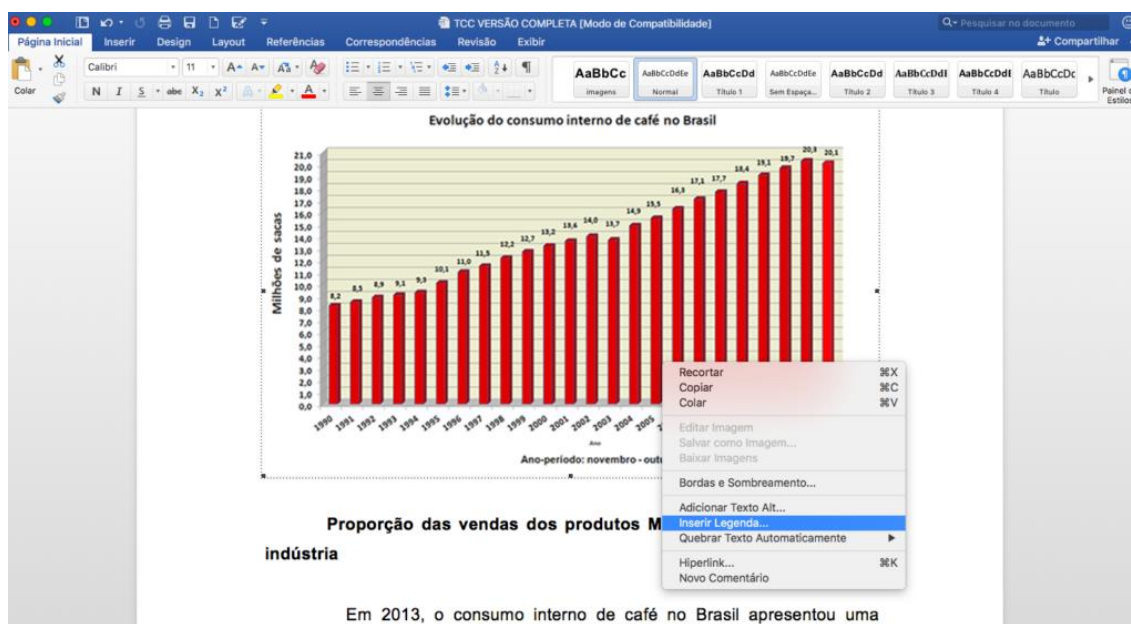 TCC VERSÃO COMPLETA [Modo de Compatibilidade]
Pesquisar no documento
Página Inicial Inserir Design Layout Referências Correspondências Revisão Exibir
Compartilhar
Colar
Calibri 11
N I S abc X₂ X²
AaBbCc AaBbCcDdEe AaBbCcDd AaBbCcDdEe AaBbCcDd AaBbCcDdI AaBbCcDdI AaBbCcDc
imagens Normal Título 1 Sem Espaça... Título 2 Título 3 Título 4 Título
Painel d
Estilos
Evolução do consumo interno de café no Brasil
Milhões de sacas
21,0
20,0
19,0
18,0
17,0
16,0
15,0
14,0
13,0
12,0
11,0
10,0
9,0
8,0
7,0
6,0
5,0
4,0
3,0
2,0
1,0
0,0
8,2 8,5 8,9 9,1 9,3 10,1 11,0 11,5 12,2 12,7 13,2 13,6 14,0 13,7 14,9 15,5 16,3 17,1 17,7 18,4 19,1 19,7 20,3 20,1
1990 1991 1992 1993 1994 1995 1996 1997 1998 1999 2000 2001 2002 2003 2004 2005
Ano
Ano-período: novembro - outu
Recortar ⌘X
Copiar ⌘C
Colar ⌘V
Editar Imagem
Salvar como Imagem...
Baixar Imagens
Bordas e Sombreamento...
Adicionar Texto Alt...
Inserir Legenda...
Quebrar Texto Automaticamente
Hiperlink... ⌘K
Novo Comentário
Proporção das vendas dos produtos M
indústria
Em 2013, o consumo interno de café no Brasil apresentou uma